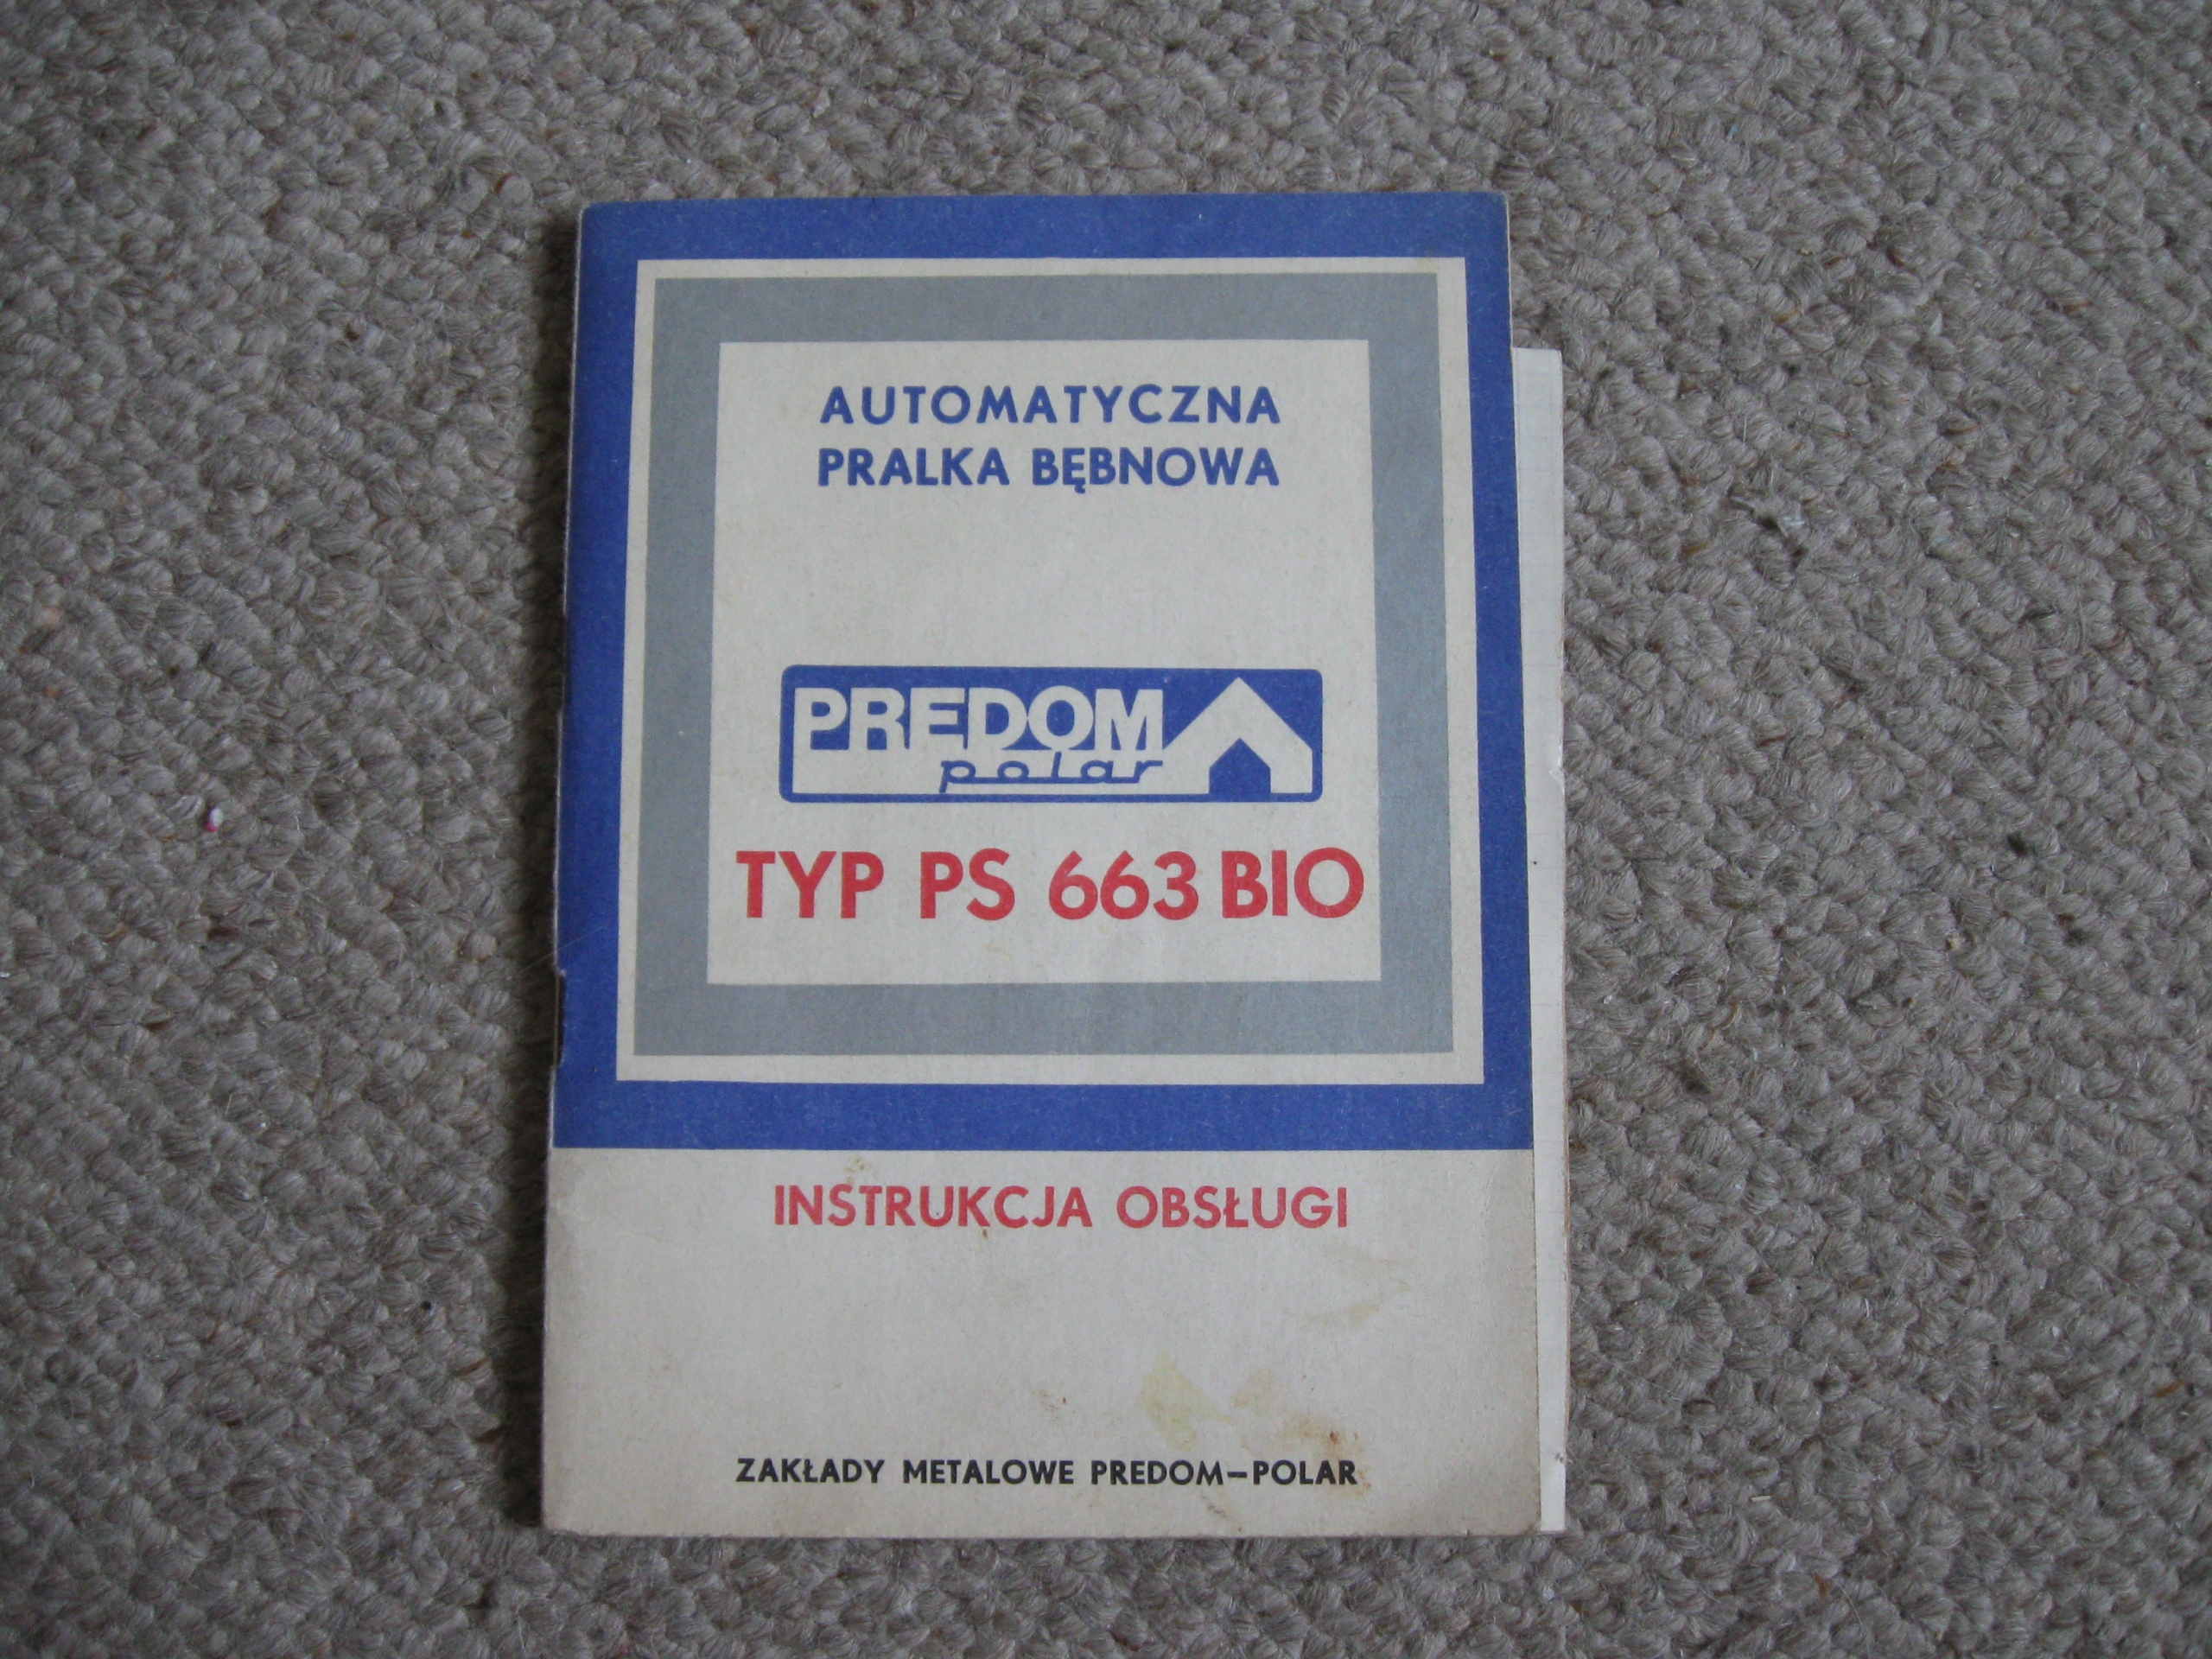 AUTOMATYCZNA
PRALKA BĘBNOWA
PREDOM
polar
TYP PS 663 BIO
INSTRUKCJA OBSŁUGI
ZAKŁADY METALOWE PREDOM–POLAR